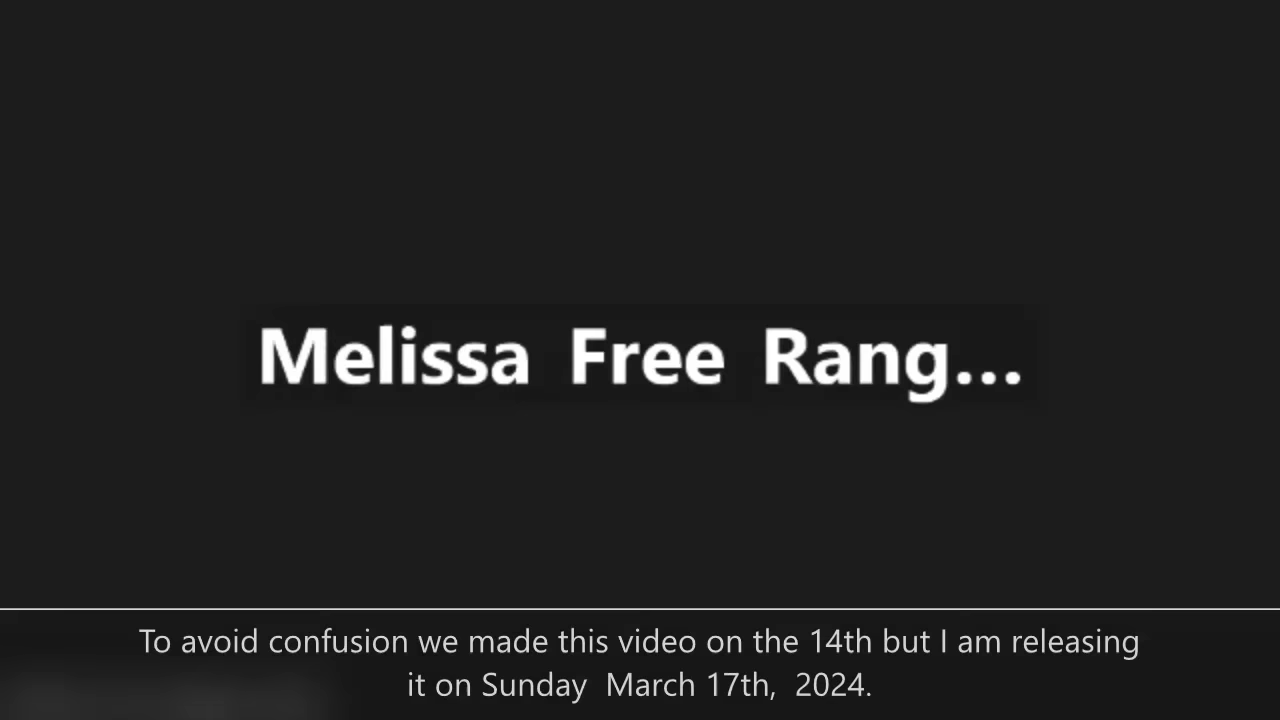 Melissa Free Rang...
To avoid confusion we made this video on the 14th but I am releasing
it on Sunday March 17th, 2024.